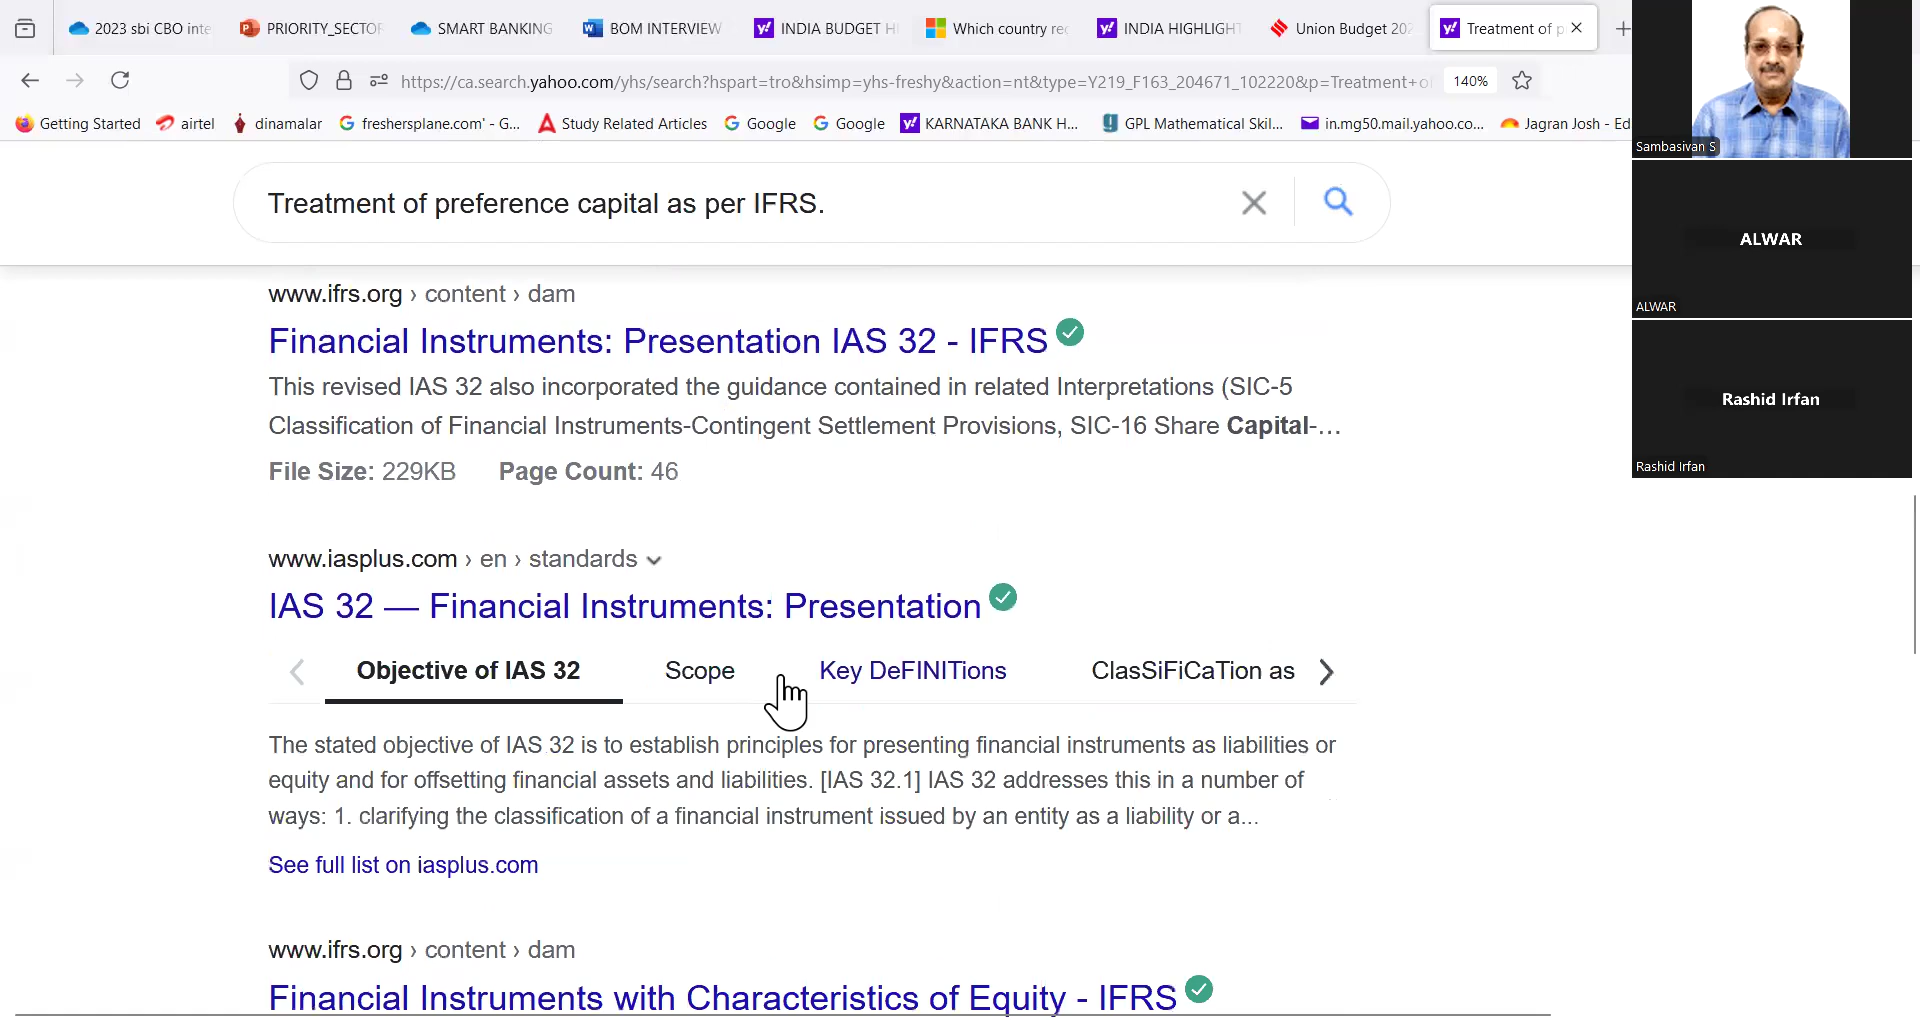 2023 sbi CBO inte
PRIORITY_SECTOR
SMART BANKING
BOM INTERVIEW
INDIA BUDGET HI
Which country rec
INDIA HIGHLIGHT
Union Budget 202
Treatment of p
https://ca.search.yahoo.com/yhs/search?hspart=tro&hsimp=yhs-freshy&action=nt&type=Y219_F163_204671_102220&p=Treatment+o
140%
Getting Started
airtel
dinamalar
freshersplane.com' - G...
Study Related Articles
Google
Google
KARNATAKA BANK H...
GPL Mathematical Skil...
in.mg50.mail.yahoo.co...
Jagran Josh - Ed
Sambasivan S
Treatment of preference capital as per IFRS.
ALWAR
ALWAR
www.ifrs.org › content › dam
Financial Instruments: Presentation IAS 32 - IFRS
This revised IAS 32 also incorporated the guidance contained in related Interpretations (SIC-5
Classification of Financial Instruments-Contingent Settlement Provisions, SIC-16 Share Capital-...
File Size: 229KB Page Count: 46
Rashid Irfan
Rashid Irfan
www.iasplus.com › en › standards
IAS 32 — Financial Instruments: Presentation
Objective of IAS 32
Scope
Key DeFINITions
ClasSiFiCaTion as
The stated objective of IAS 32 is to establish principles for presenting financial instruments as liabilities or
equity and for offsetting financial assets and liabilities. [IAS 32.1] IAS 32 addresses this in a number of
ways: 1. clarifying the classification of a financial instrument issued by an entity as a liability or a...
See full list on iasplus.com
www.ifrs.org › content › dam
Financial Instruments with Characteristics of Equity - IFRS